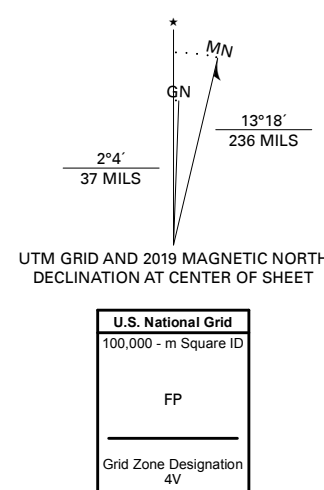 ★
MN
GN
13°18´
236 MILS
2°4´
37 MILS
UTM GRID AND 2019 MAGNETIC NORTH
DECLINATION AT CENTER OF SHEET
U.S. National Grid
100,000 - m Square ID
FP
Grid Zone Designation
4V